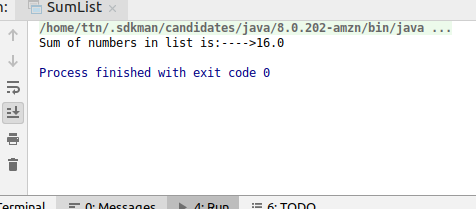 n: SumList ×
/home/ttn/.sdkman/candidates/java/8.0.202-amzn/bin/java ...
Sum of numbers in list is:---->16.0
Process finished with exit code 0
Terminal 0: Messages 4: Run 6: TODO